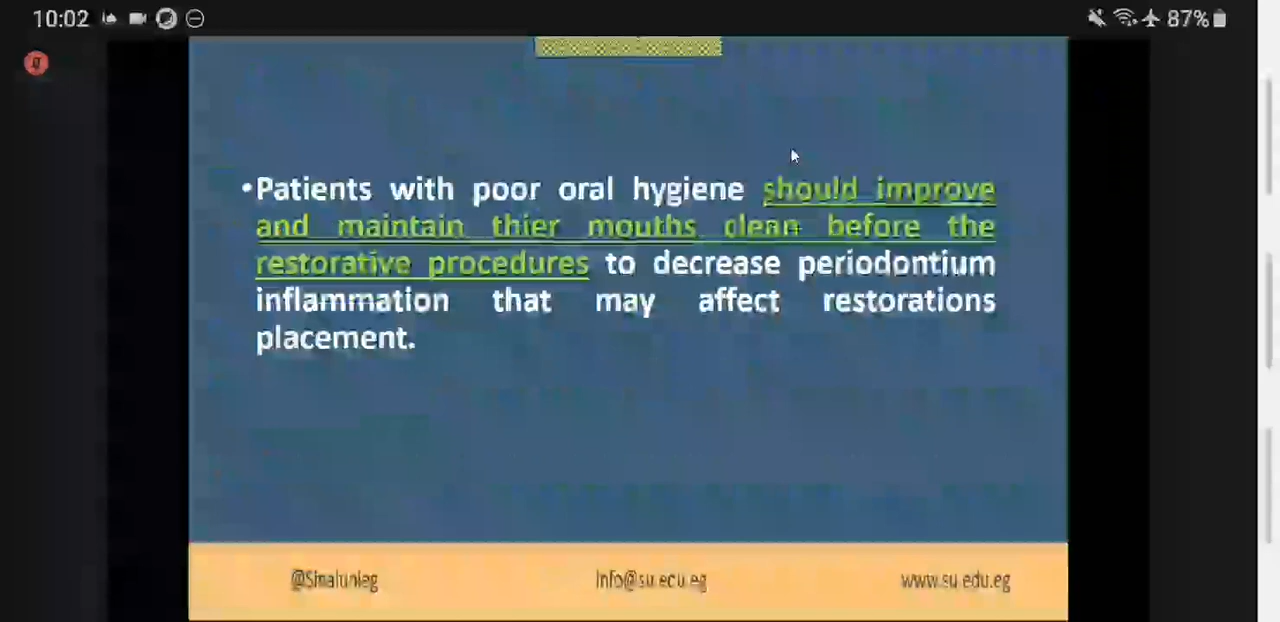 10:02
87%
•Patients with poor oral hygiene should improve
and maintain thier mouths clean before the
restorative procedures to decrease periodontium
inflammation that may affect restorations
placement.
@Sinaiunieg
info@su.edu.eg
www.su.edu.eg